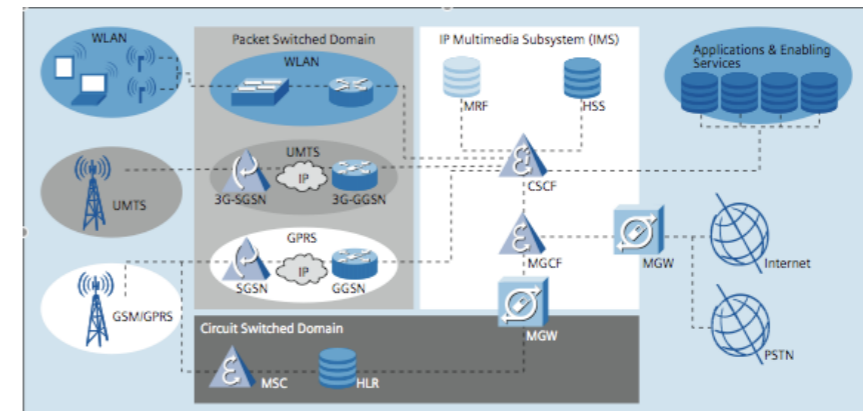 WLAN
Packet Switched Domain
WLAN
IP Multimedia Subsystem (IMS)
MRF
HSS
Applications & Enabling
Services
UMTS
UMTS
IP
3G-SGSN
3G-GGSN
CSCF
GSM/GPRS
GPRS
IP
SGSN
GGSN
MGCF
MGW
Internet
MGW
PSTN
Circuit Switched Domain
MSC
HLR